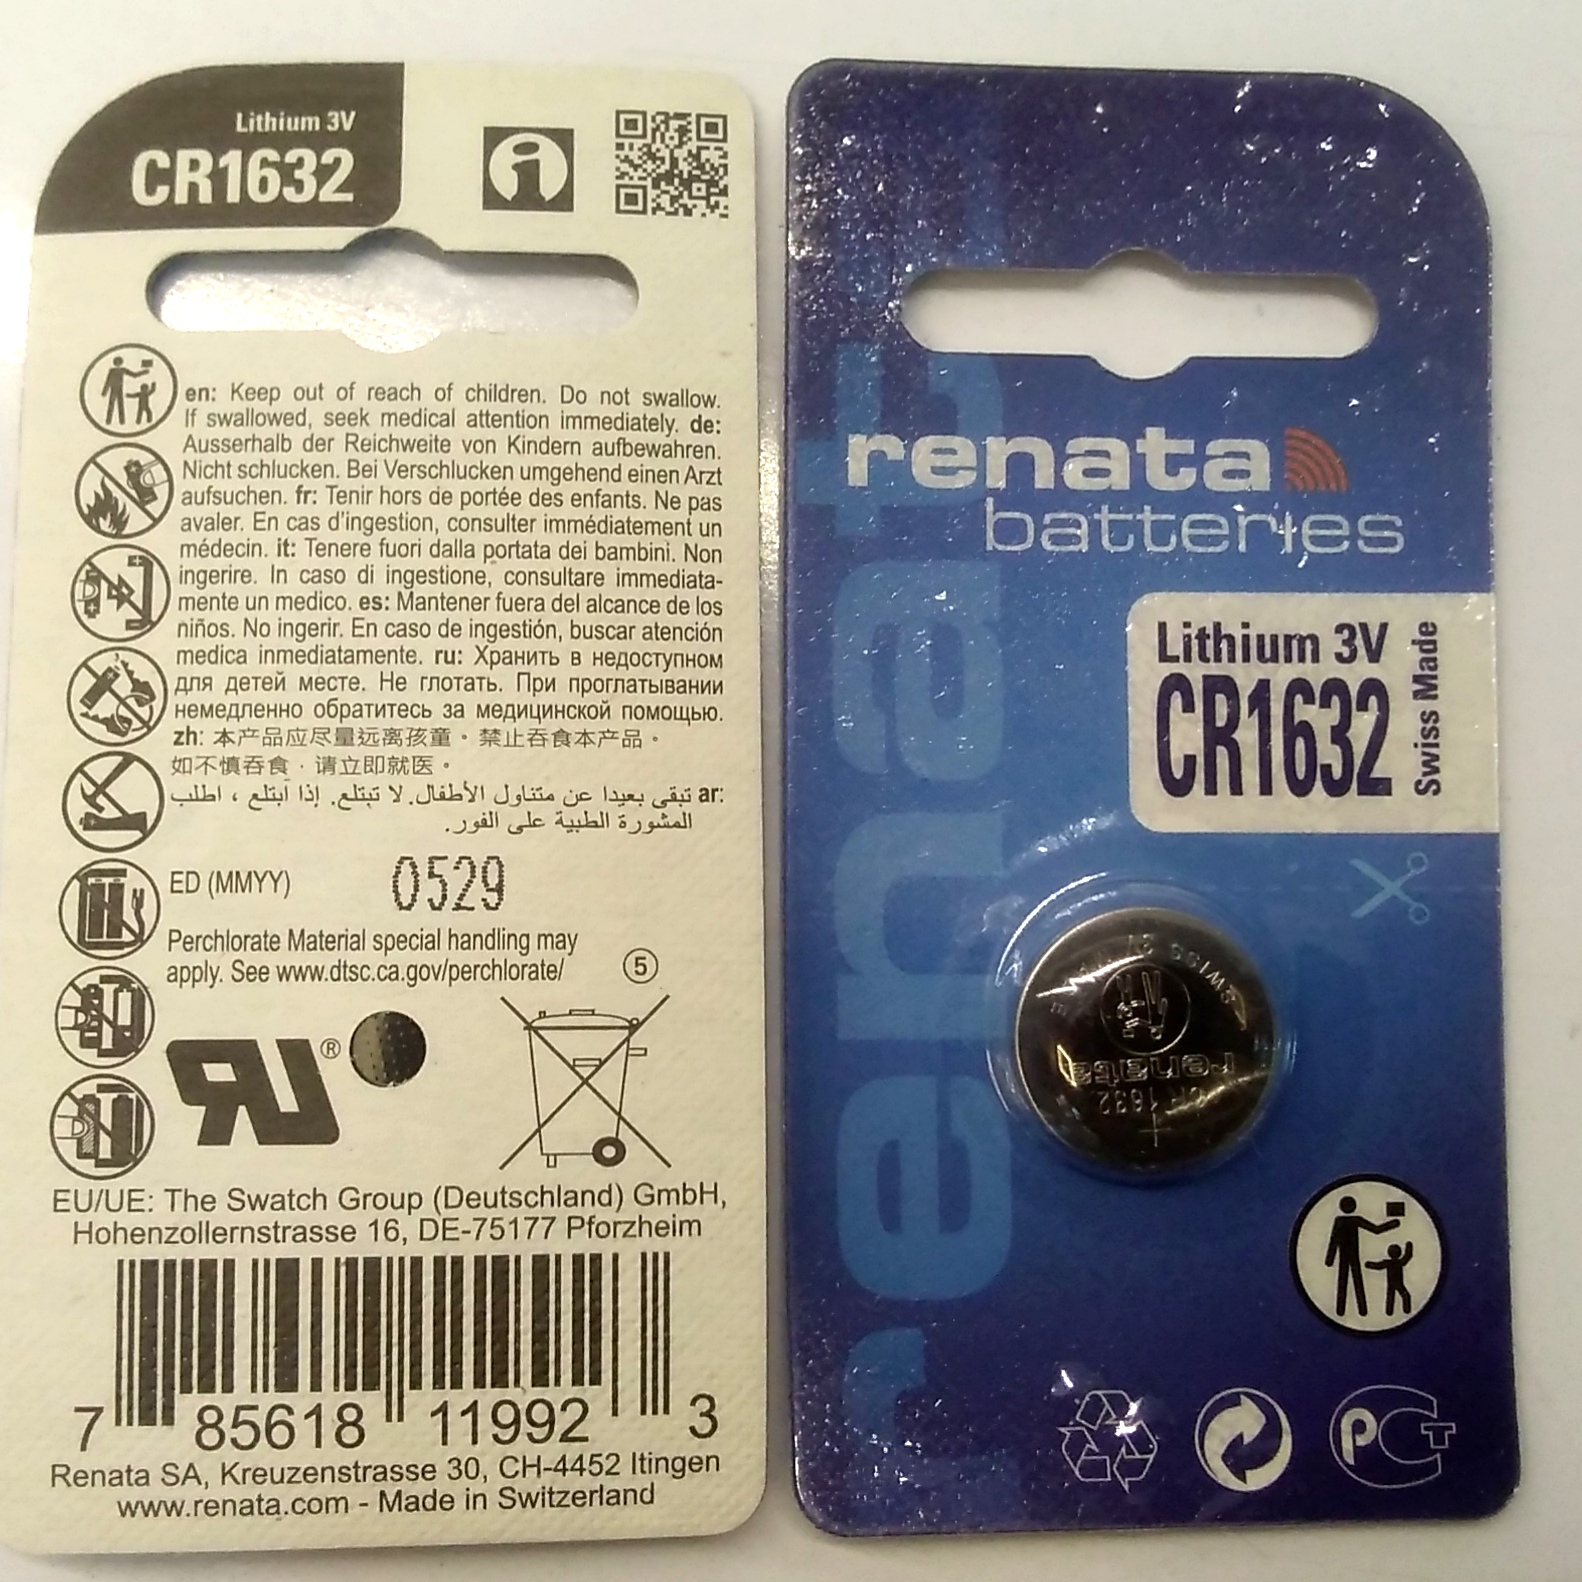 Lithium 3V
CR1632
en: Keep out of reach of children. Do not swallow.
If swallowed, seek medical attention immediately. de:
Ausserhalb der Reichweite von Kindern aufbewahren.
Nicht schlucken. Bei Verschlucken umgehend einen Arzt
aufsuchen. fr: Tenir hors de portée des enfants. Ne pas
avaler. En cas d'ingestion, consulter immédiatement un
médecin. it: Tenere fuori dalla portata dei bambini. Non
ingerire. In caso di ingestione, consultare immediata-
mente un medico. es: Mantener fuera del alcance de los
niños. No ingerir. En caso de ingestión, buscar atención
medica inmediatamente. ru: Хранить в недоступном
для детей месте. Не глотать. При проглатывании
немедленно обратитесь за медицинской помощью.
zh: 本产品应尽量远离孩童。禁止吞食本产品。
如不慎吞食，请立即就医。
ar: تبقى بعيدا عن متناول الأطفال. لا تبتلع. إذا ابتلع ، اطلب
المشورة الطبية على الفور.
ED (MMYY) 0529
Perchlorate Material special handling may
apply. See www.dtsc.ca.gov/perchlorate/
5
®
EU/UE: The Swatch Group (Deutschland) GmbH,
Hohenzollernstrasse 16, DE-75177 Pforzheim
7 85618 11992 3
Renata SA, Kreuzenstrasse 30, CH-4452 Itingen
www.renata.com - Made in Switzerland
renata
renata
batteries
Lithium 3V
CR1632
Swiss Made
SWISS
renata
CR 1632
+